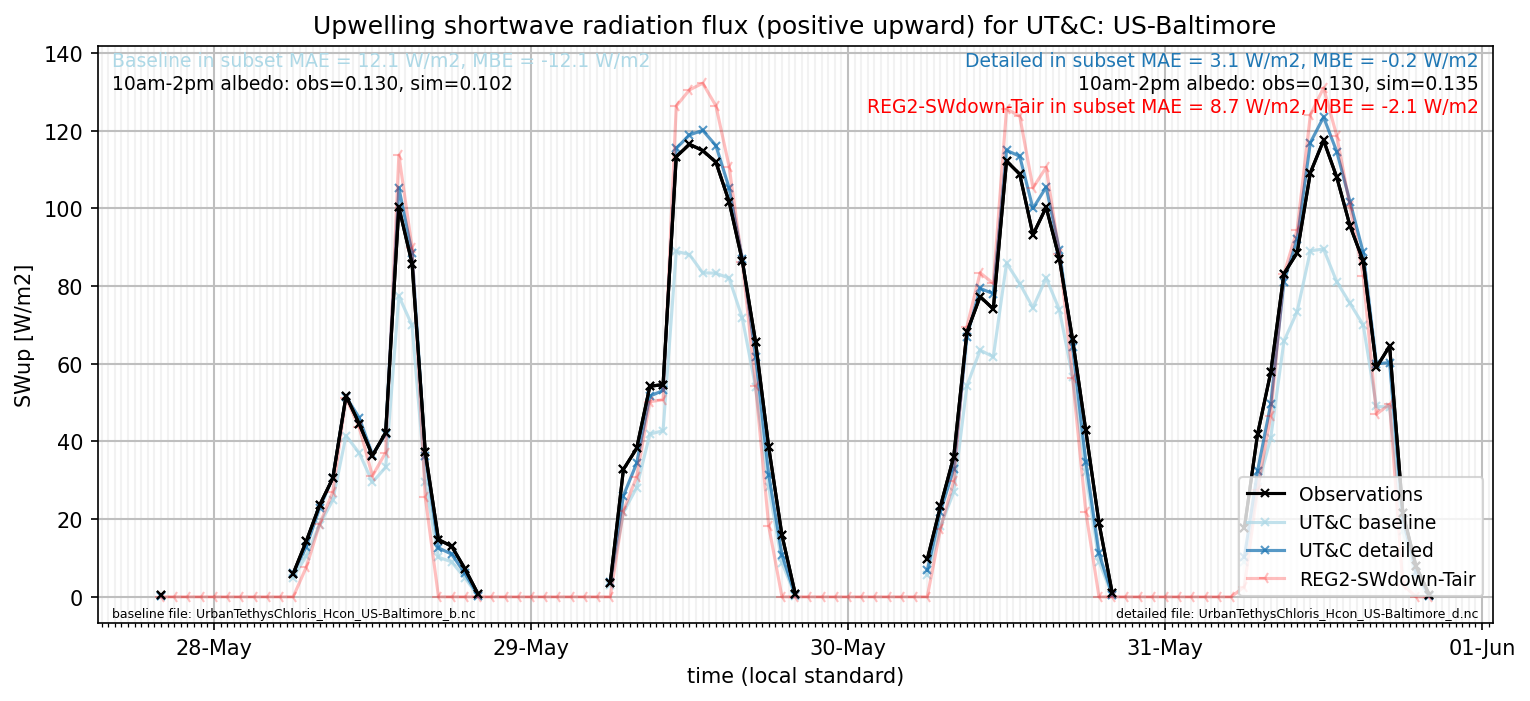 Upwelling shortwave radiation flux (positive upward) for UT&C: US-Baltimore
Baseline in subset MAE = 12.1 W/m2, MBE = -12.1 W/m2
10am-2pm albedo: obs=0.130, sim=0.102
Detailed in subset MAE = 3.1 W/m2, MBE = -0.2 W/m2
10am-2pm albedo: obs=0.130, sim=0.135
REG2-SWdown-Tair in subset MAE = 8.7 W/m2, MBE = -2.1 W/m2
SWup [W/m2]
140
120
100
80
60
40
20
0
Observations
UT&C baseline
UT&C detailed
REG2-SWdown-Tair
baseline file: UrbanTethysChloris_Hcon_US-Baltimore_b.nc
detailed file: UrbanTethysChloris_Hcon_US-Baltimore_d.nc
28-May
29-May
30-May
31-May
01-Jun
time (local standard)